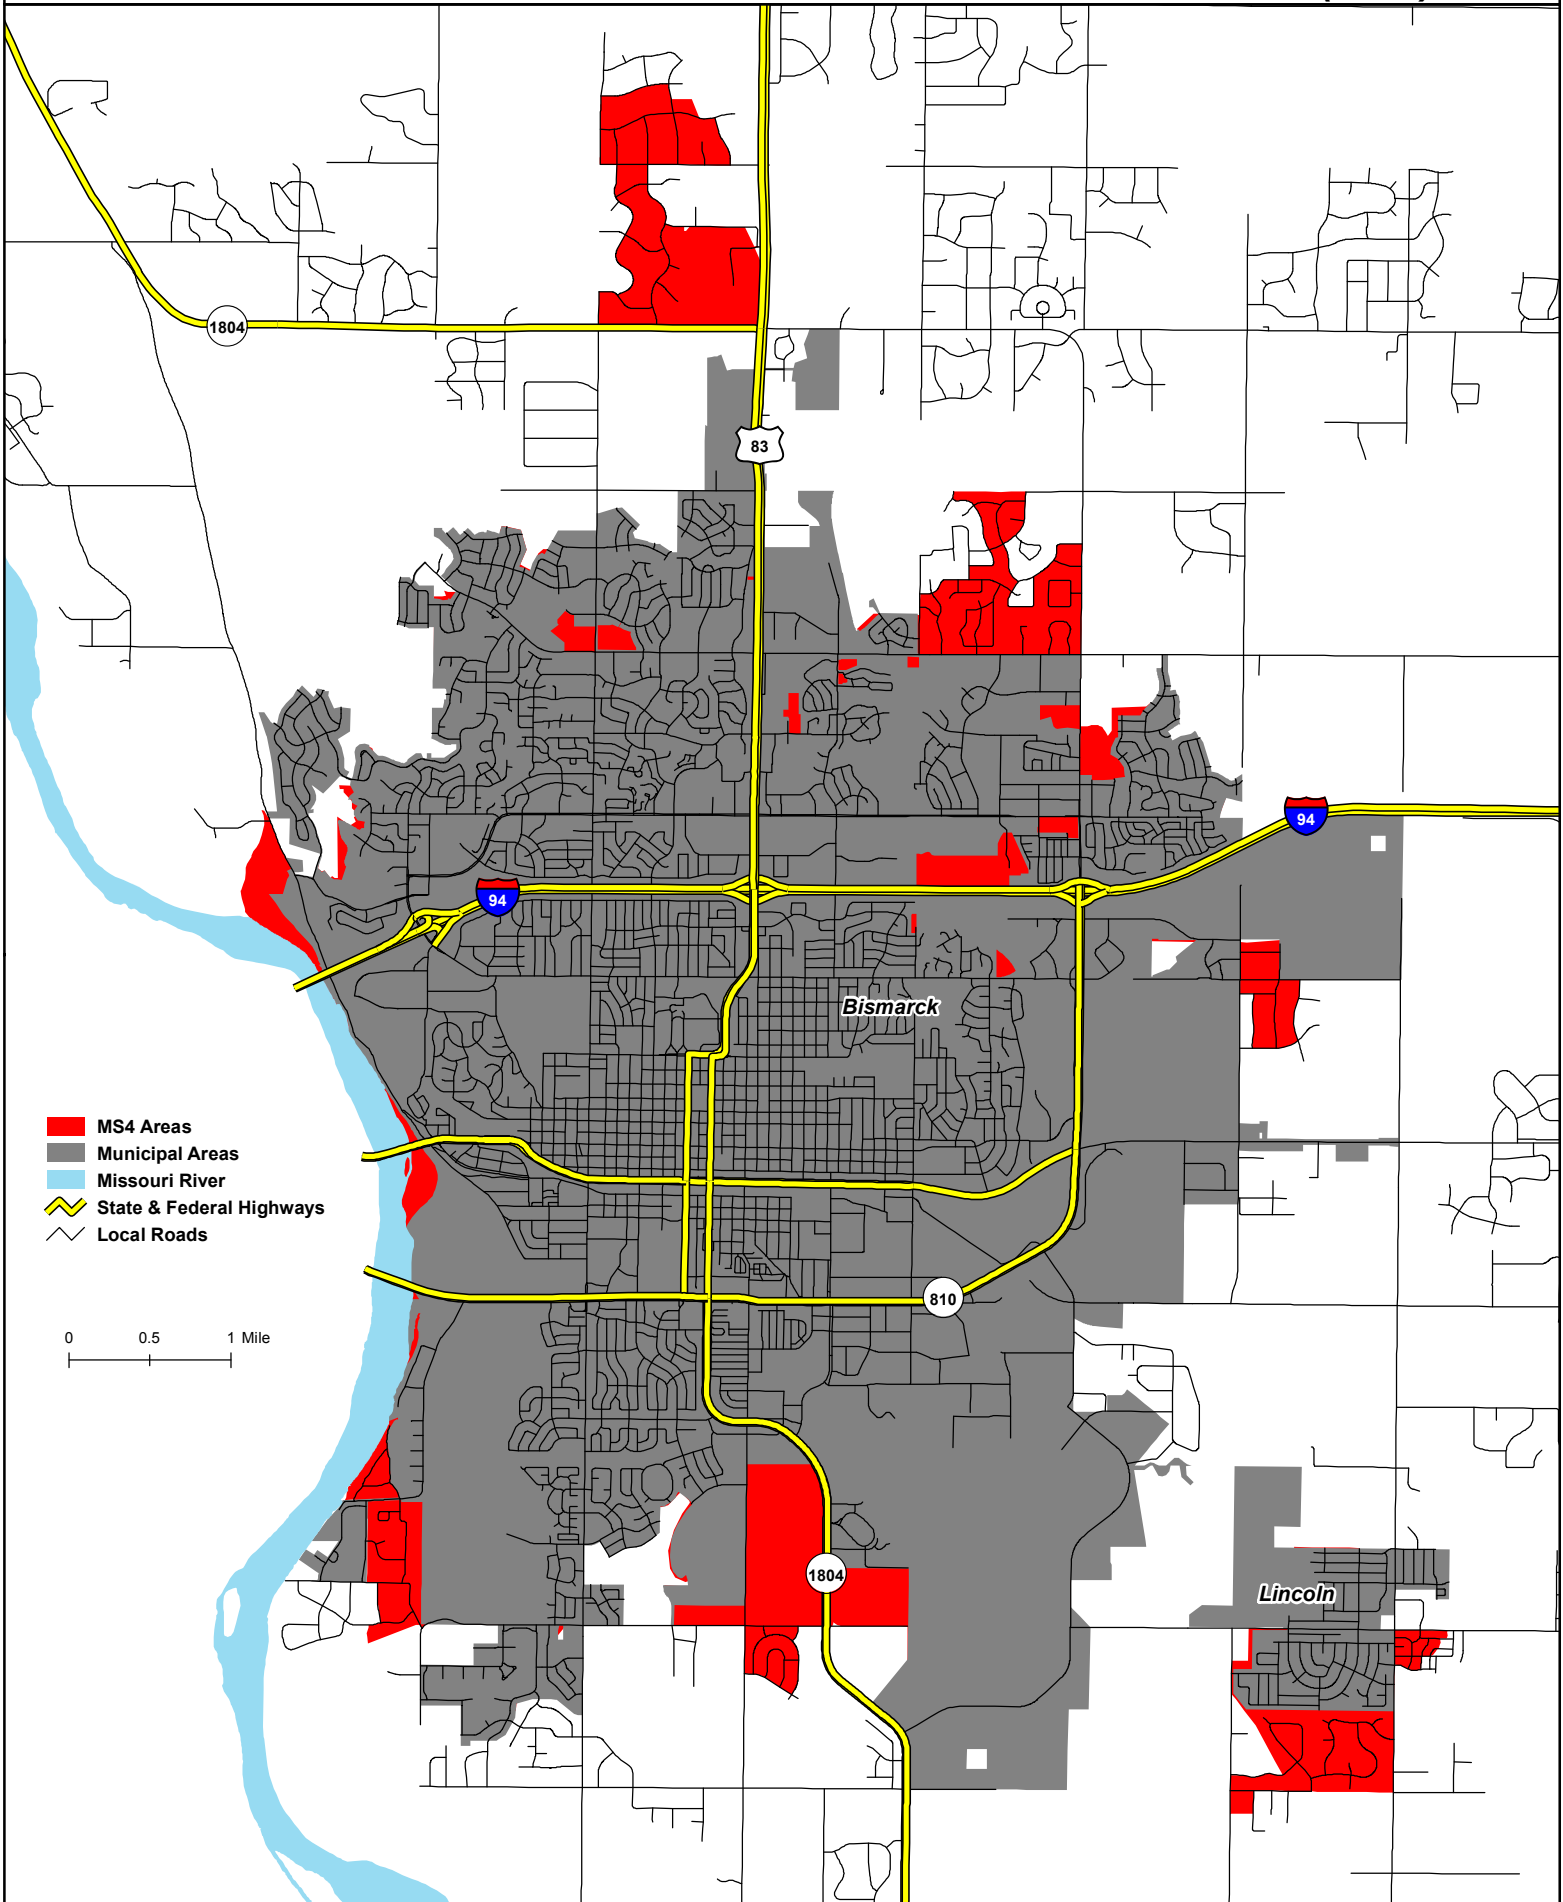 1804
83
94
94
Bismarck
MS4 Areas
Municipal Areas
Missouri River
State & Federal Highways
Local Roads
810
0 0.5 1 Mile
1804
Lincoln